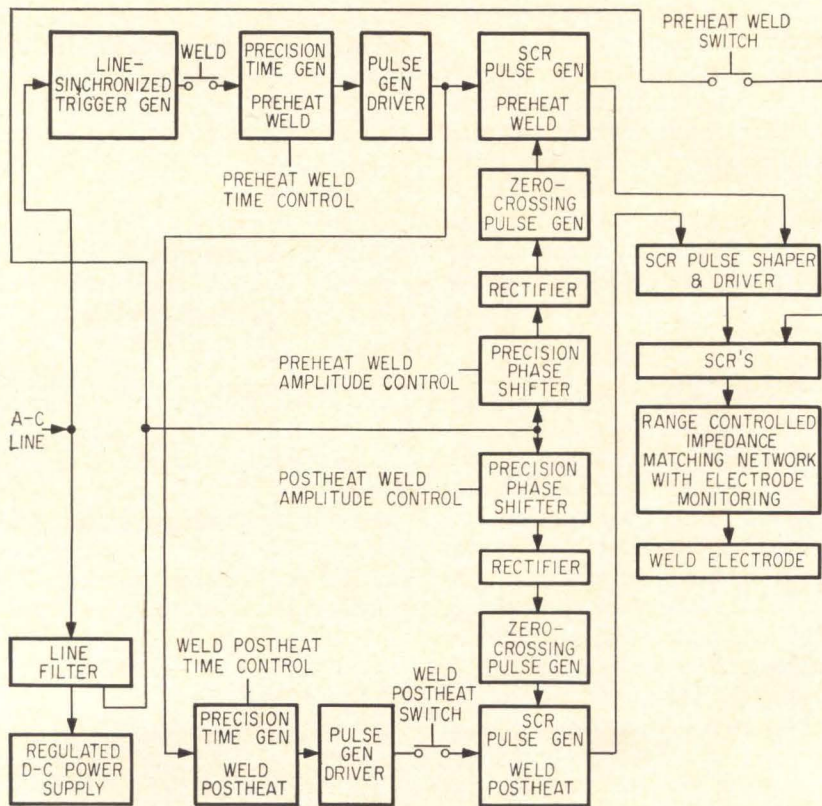 PREHEAT WELD
SWITCH
LINE-
SINCHRONIZED
TRIGGER GEN
WELD
PRECISION
TIME GEN
PREHEAT
WELD
PULSE
GEN
DRIVER
SCR
PULSE GEN
PREHEAT
WELD
PREHEAT WELD
TIME CONTROL
ZERO-
CROSSING
PULSE GEN
SCR PULSE SHAPER
& DRIVER
RECTIFIER
PREHEAT WELD
AMPLITUDE CONTROL
PRECISION
PHASE
SHIFTER
SCR'S
A-C
LINE
RANGE CONTROLLED
IMPEDANCE
MATCHING NETWORK
WITH ELECTRODE
MONITORING
POSTHEAT WELD
AMPLITUDE CONTROL
PRECISION
PHASE
SHIFTER
WELD ELECTRODE
RECTIFIER
LINE
FILTER
WELD POSTHEAT
TIME CONTROL
ZERO-
CROSSING
PULSE GEN
WELD
POSTHEAT
SWITCH
REGULATED
D-C POWER
SUPPLY
PRECISION
TIME GEN
WELD
POSTHEAT
PULSE
GEN
DRIVER
SCR
PULSE GEN
WELD
POSTHEAT